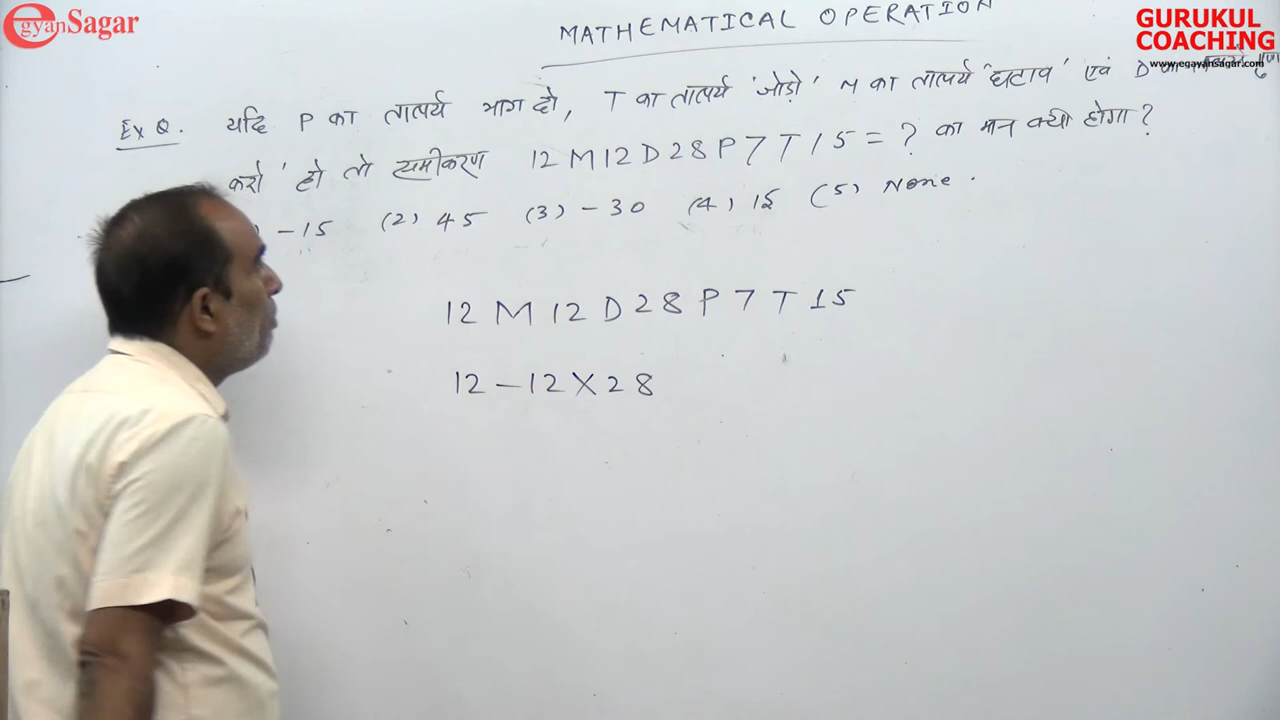 egyanSagar
GURUKUL
COACHING
www.egayansagar.com
MATHEMATICAL OPERATION
Ex Q. यदि P का तात्पर्य भाग दो, T का तात्पर्य 'जोड़ो' M का तात्पर्य 'घटाव' एवं D
करो' हो तो समीकरण 12 M 12 D 28 P 7 T 15 = ? का मान क्या होगा ?
-15 (2) 45 (3) -30 (4) 15 (5) None.
12 M 12 D 28 P 7 T 15
12 - 12 X 28